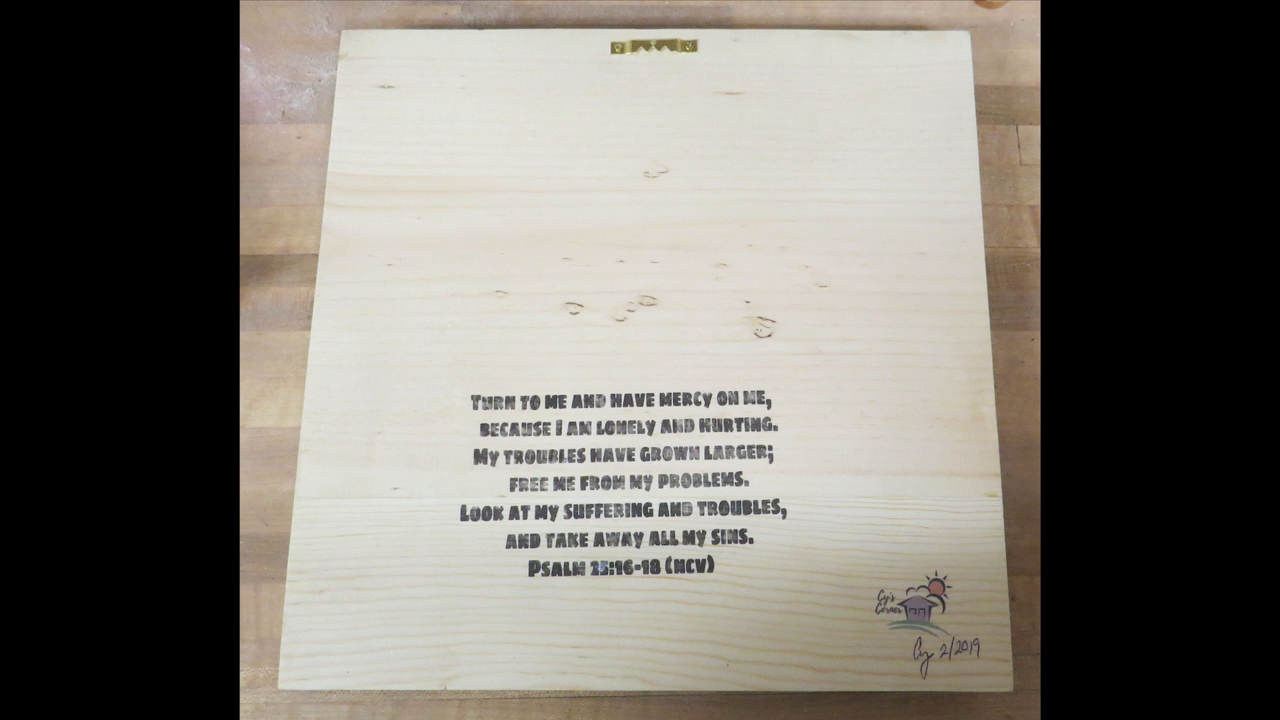 Turn to me and have mercy on me,
because I am lonely and hurting.
My troubles have grown larger;
free me from my problems.
Look at my suffering and troubles,
and take away all my sins.
Psalm 25:16-18 (NCV)
Cy's
Corner
Cy 2/2019